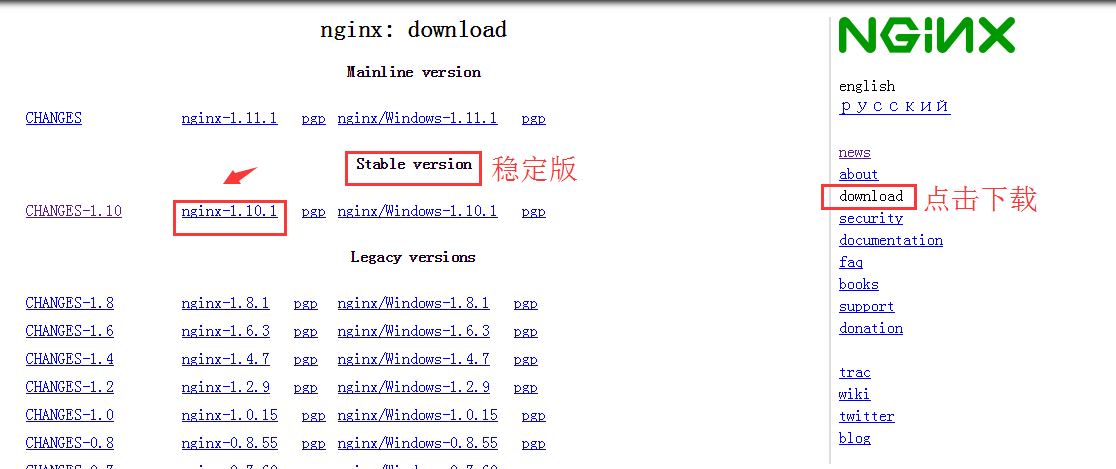 nginx: download
Mainline version
CHANGES nginx-1.11.1 pgp nginx/Windows-1.11.1 pgp
Stable version 稳定版
CHANGES-1.10 nginx-1.10.1 pgp nginx/Windows-1.10.1 pgp
Legacy versions
CHANGES-1.8 nginx-1.8.1 pgp nginx/Windows-1.8.1 pgp
CHANGES-1.6 nginx-1.6.3 pgp nginx/Windows-1.6.3 pgp
CHANGES-1.4 nginx-1.4.7 pgp nginx/Windows-1.4.7 pgp
CHANGES-1.2 nginx-1.2.9 pgp nginx/Windows-1.2.9 pgp
CHANGES-1.0 nginx-1.0.15 pgp nginx/Windows-1.0.15 pgp
CHANGES-0.8 nginx-0.8.55 pgp nginx/Windows-0.8.55 pgp
NGiNX
english
русский
news
about
download 点击下载
security
documentation
faq
books
support
donation
trac
wiki
twitter
blog